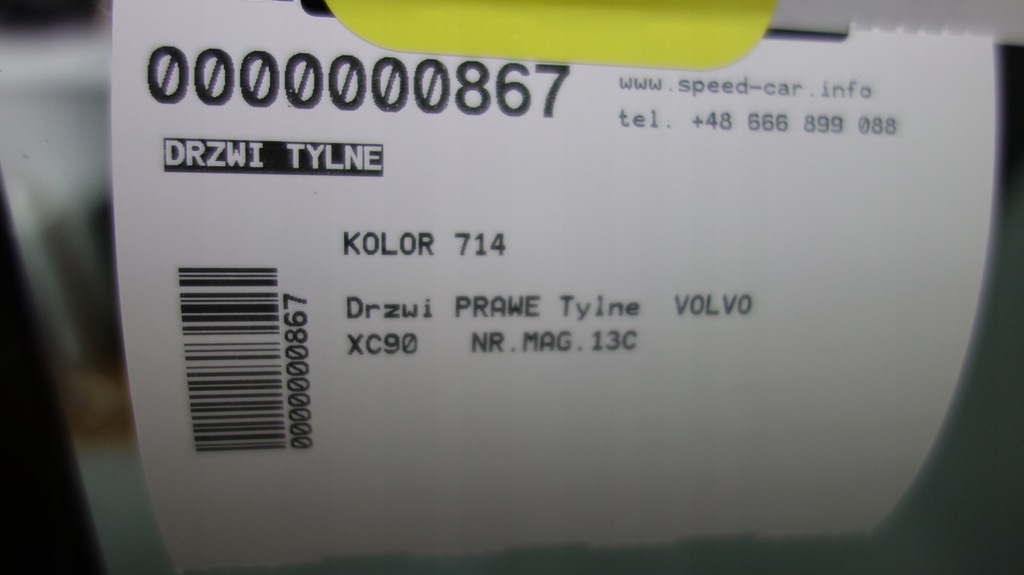 0000000867
www.speed-car.info
tel. +48 666 899 088
DRZWI TYLNE
KOLOR 714
Drzwi PRAWE Tylne VOLVO
XC90 NR.MAG.13C
0000000867